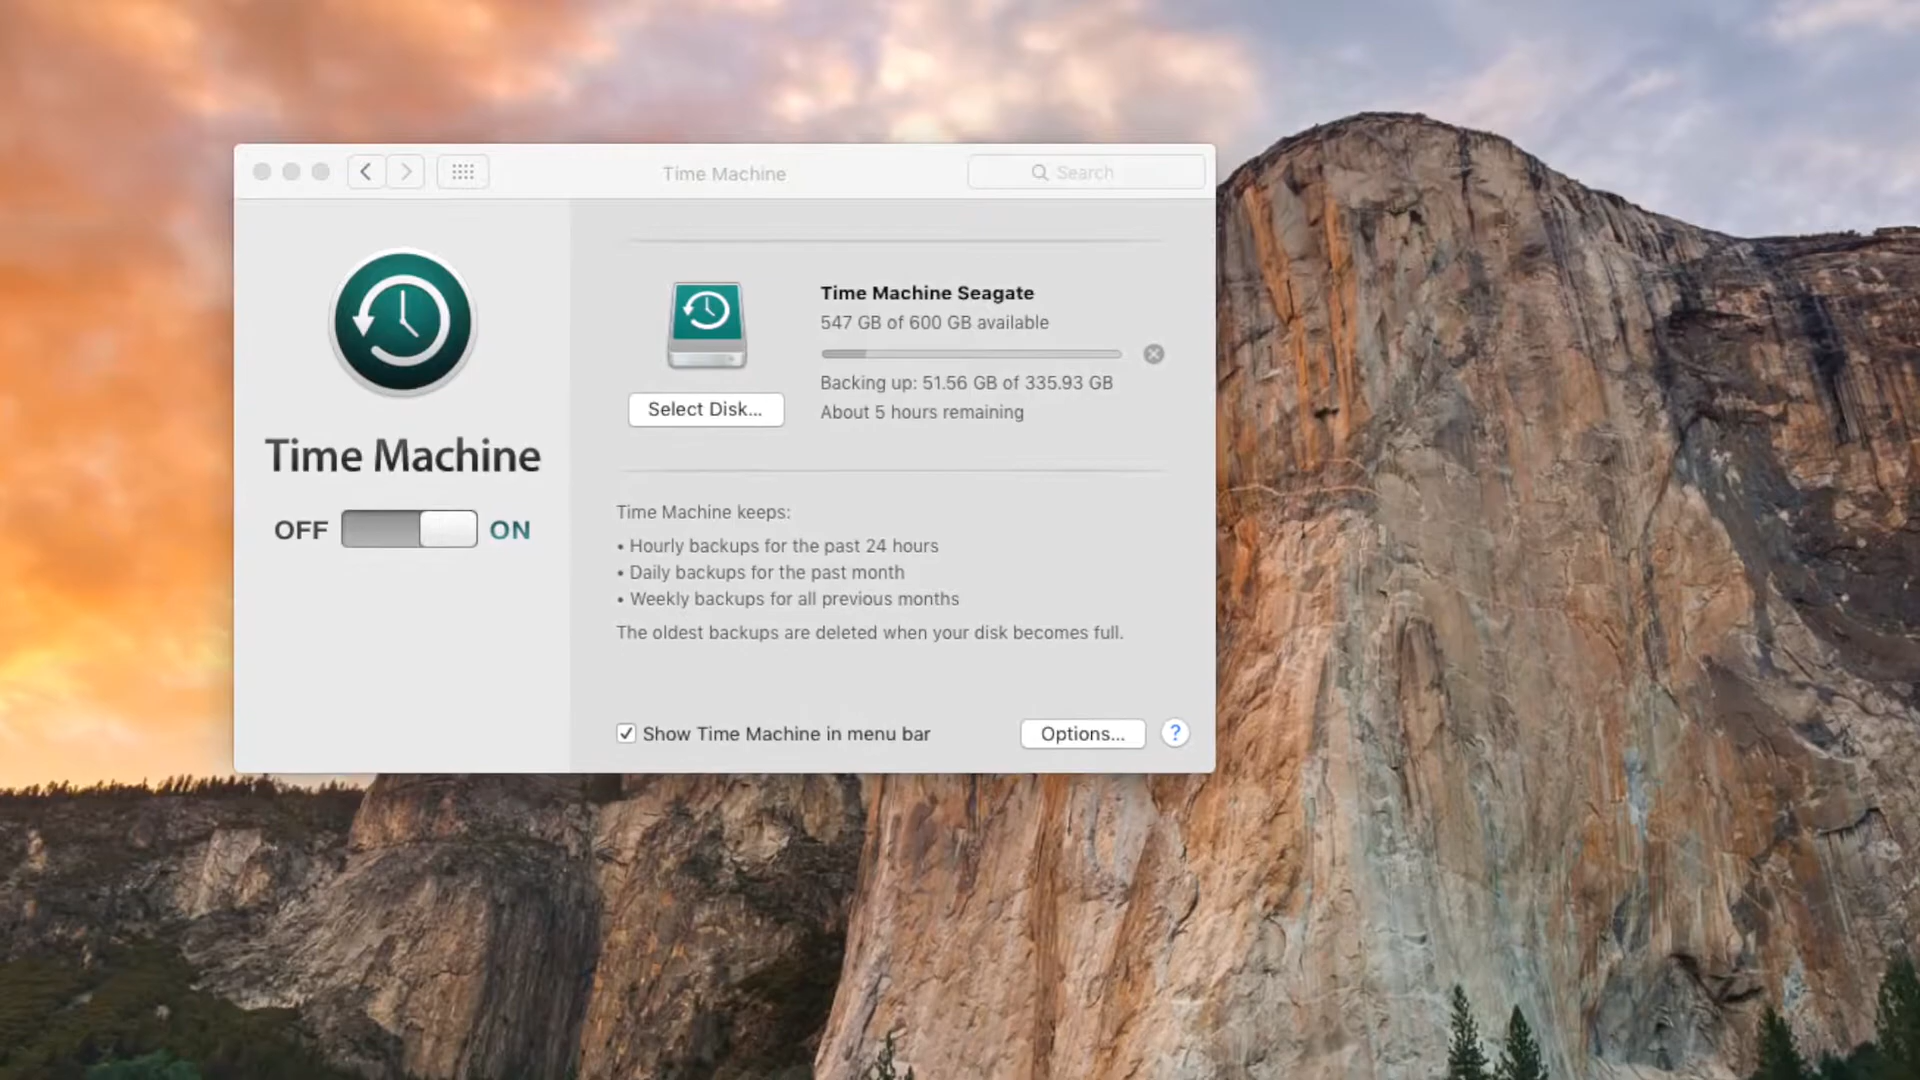 Time Machine
Search
Time Machine
OFF ON
Time Machine Seagate
547 GB of 600 GB available
Backing up: 51.56 GB of 335.93 GB
About 5 hours remaining
Select Disk...
Time Machine keeps:
• Hourly backups for the past 24 hours
• Daily backups for the past month
• Weekly backups for all previous months
The oldest backups are deleted when your disk becomes full.
Show Time Machine in menu bar
Options...
?